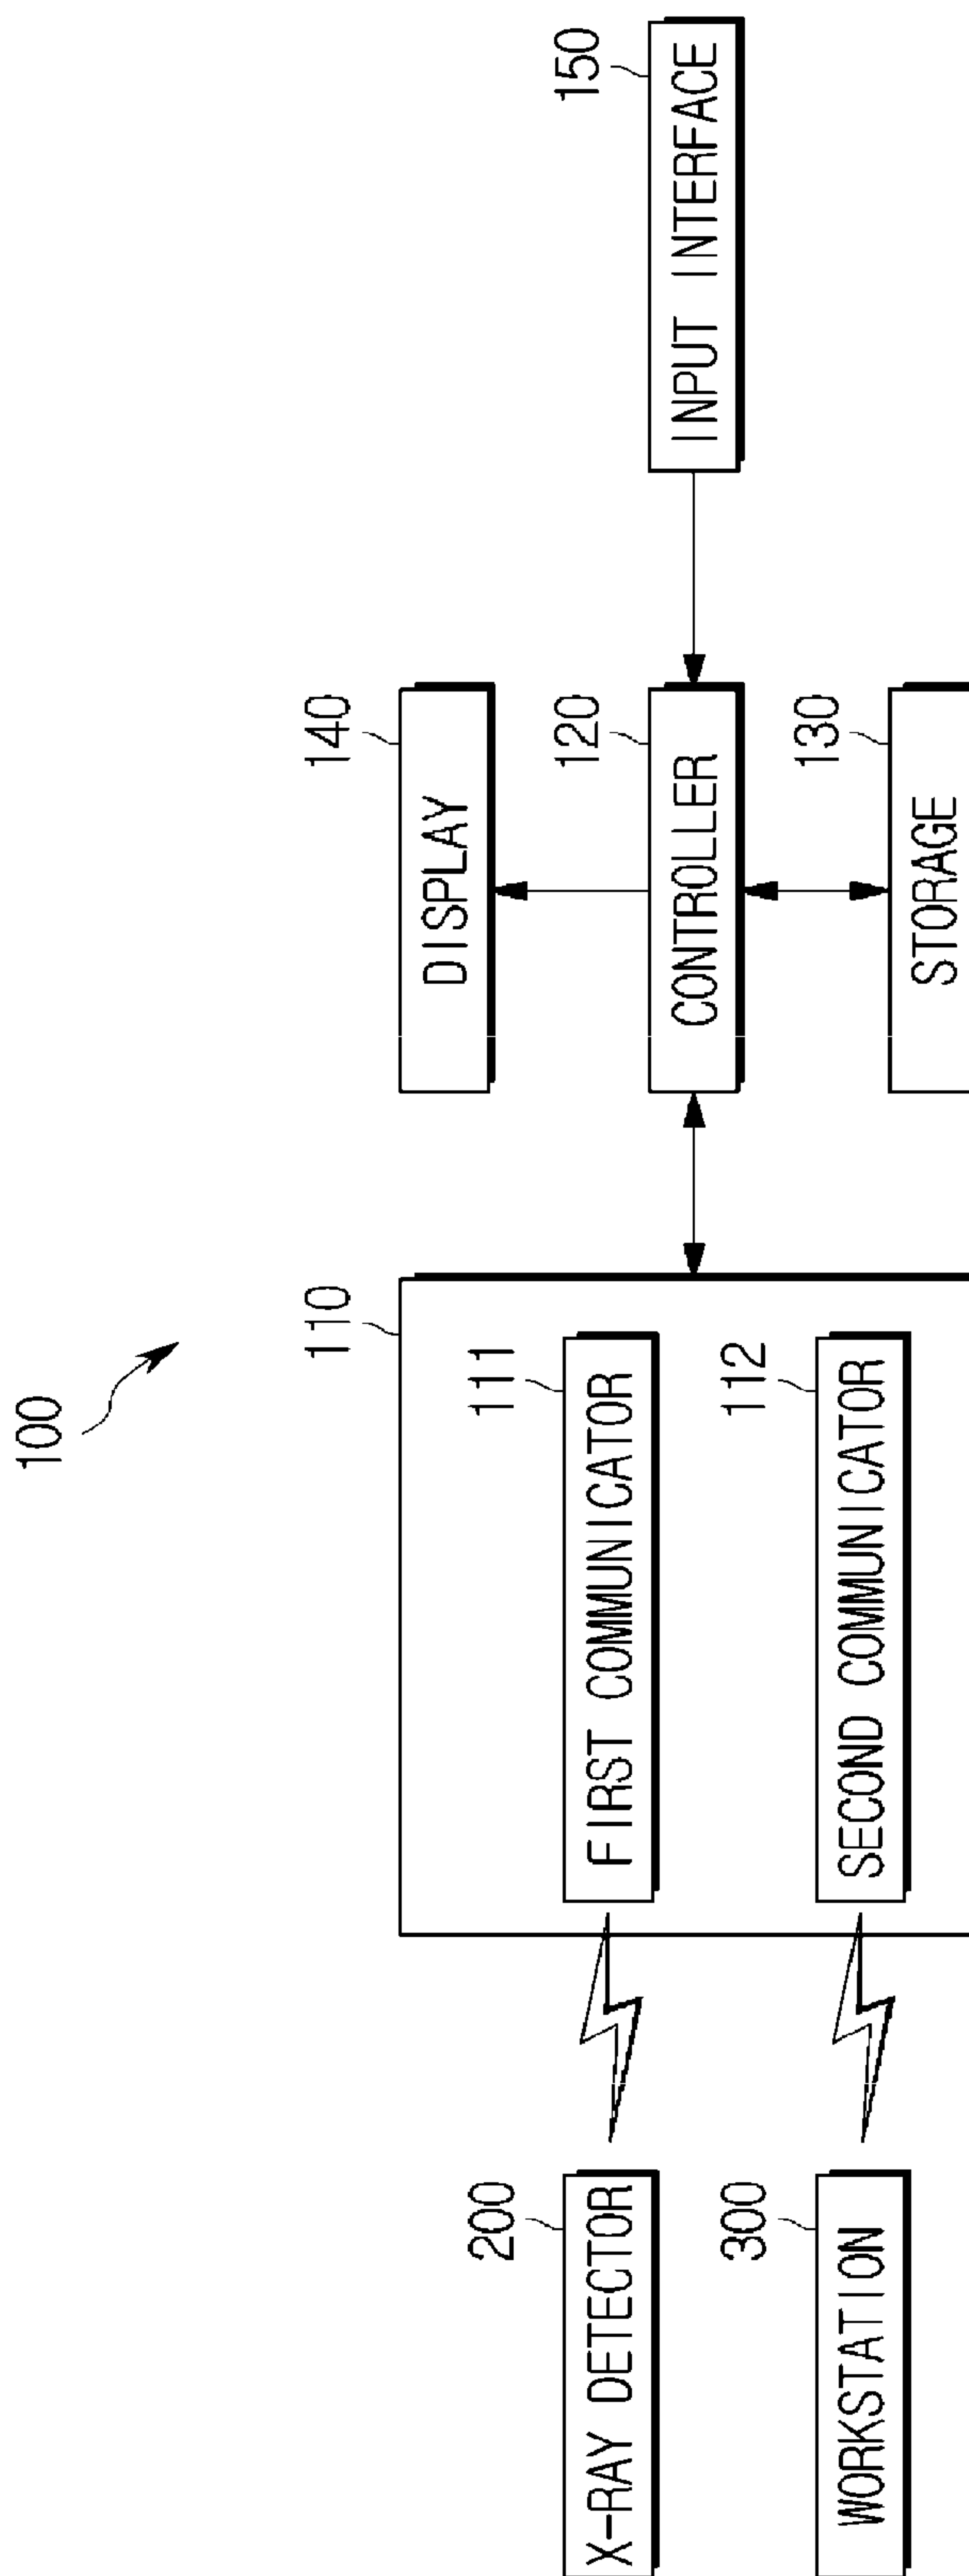 100
200
X-RAY DETECTOR
300
WORKSTATION
110
111
FIRST COMMUNICATOR
112
SECOND COMMUNICATOR
140
DISPLAY
120
CONTROLLER
130
STORAGE
150
INPUT INTERFACE